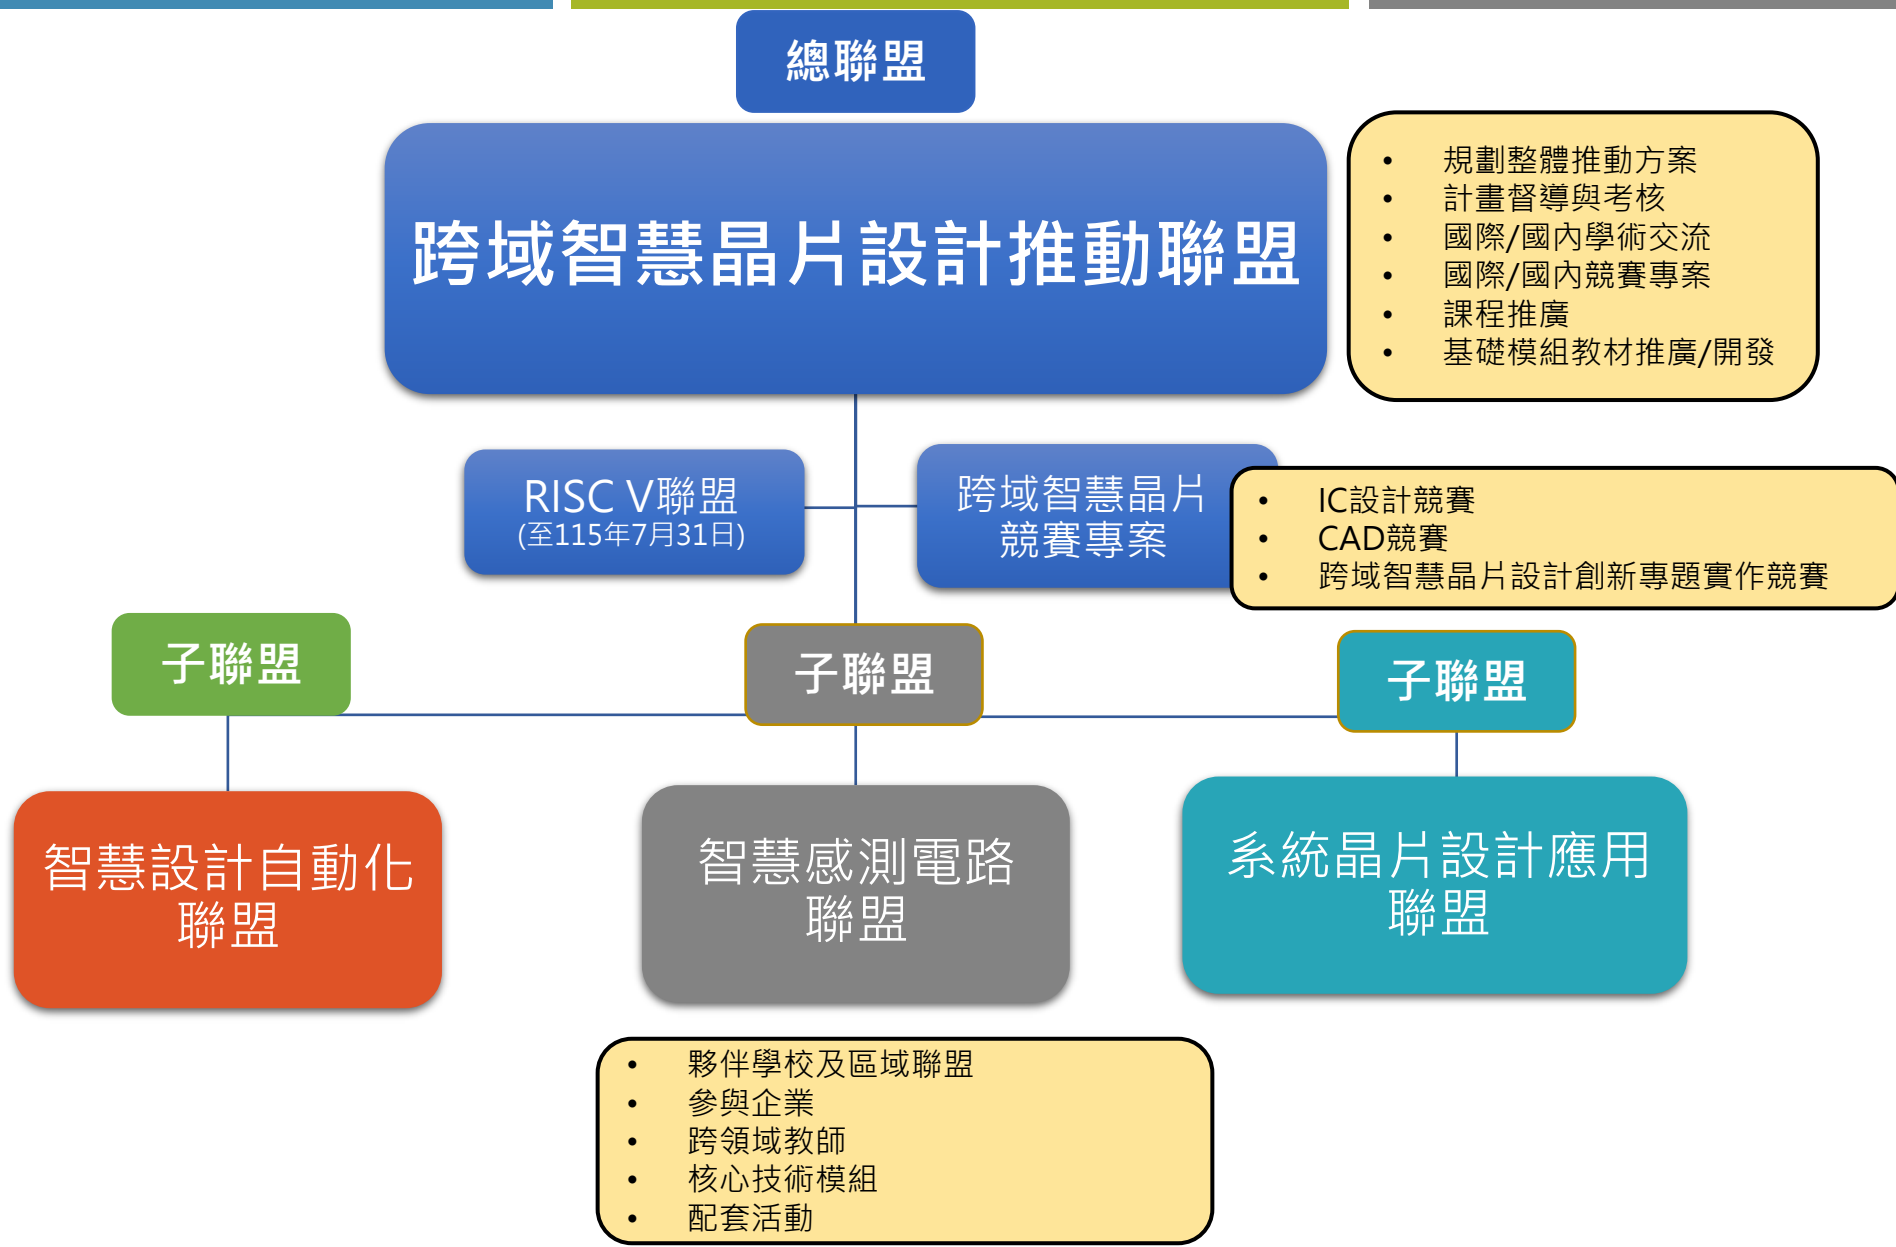 總聯盟
跨域智慧晶片設計推動聯盟
• 規劃整體推動方案
• 計畫督導與考核
• 國際/國內學術交流
• 國際/國內競賽專案
• 課程推廣
• 基礎模組教材推廣/開發
RISC V聯盟
(至115年7月31日)
跨域智慧晶片
競賽專案
• IC設計競賽
• CAD競賽
• 跨域智慧晶片設計創新專題實作競賽
子聯盟
子聯盟
子聯盟
智慧設計自動化
聯盟
智慧感測電路
聯盟
系統晶片設計應用
聯盟
• 夥伴學校及區域聯盟
• 參與企業
• 跨領域教師
• 核心技術模組
• 配套活動